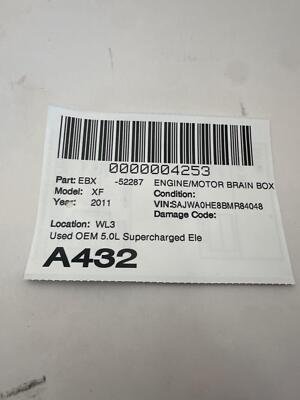 0000004253
Part: EBX -52287 ENGINE/MOTOR BRAIN BOX
Model: XF Condition:
Year: 2011 VIN:SAJWA0HE8BMR84048
Damage Code:
Location: WL3
Used OEM 5.0L Supercharged Ele
A432